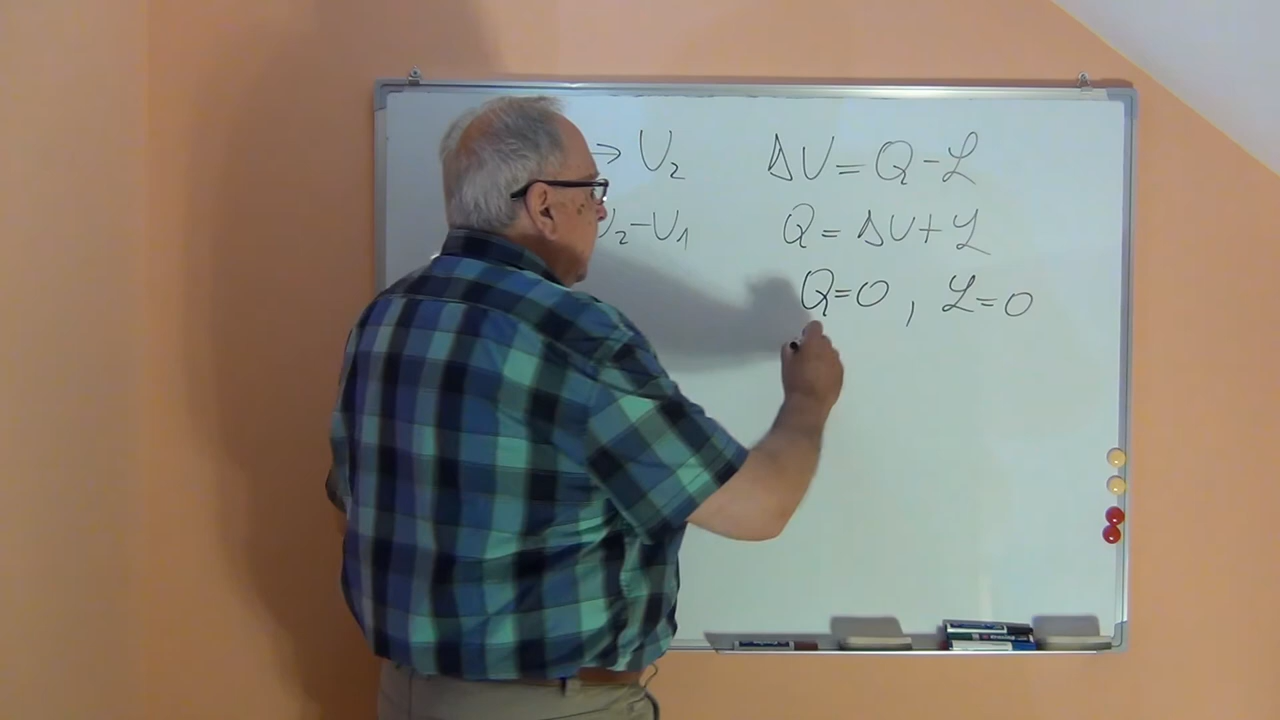 → U₂
U₂-U₁
ΔU = Q - L
Q = ΔU + L
Q=0 , L=0